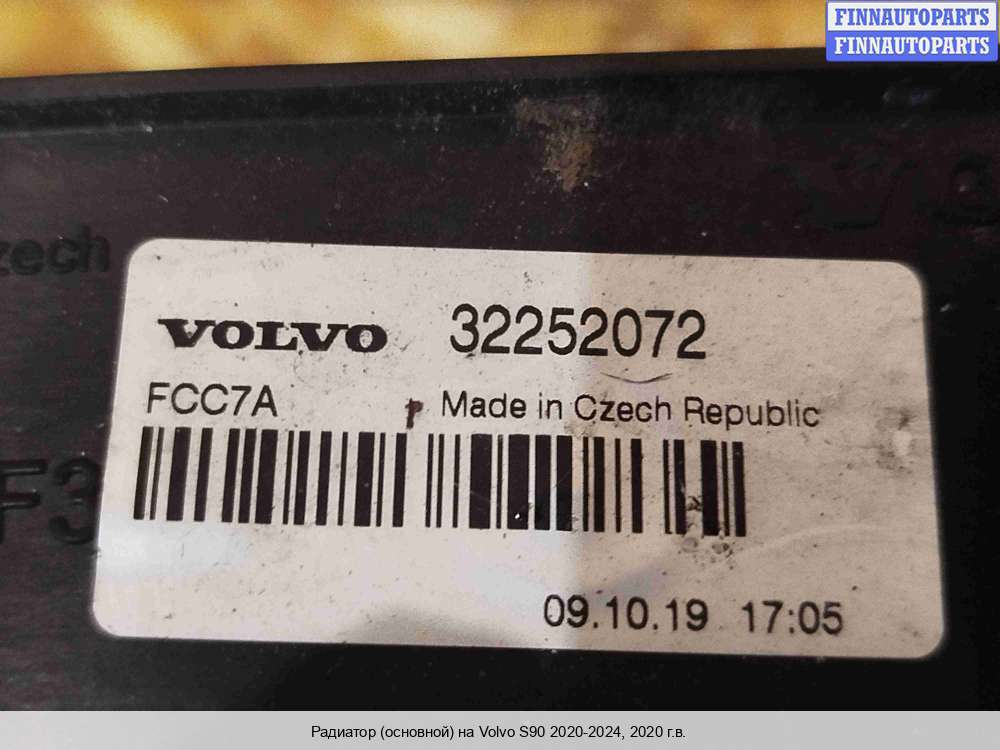 FINNAUTOPARTS
FINNAUTOPARTS
zech
VOLVO 32252072
FCC7A Made in Czech Republic
F3
09.10.19 17:05
Радиатор (основной) на Volvo S90 2020-2024, 2020 г.в.